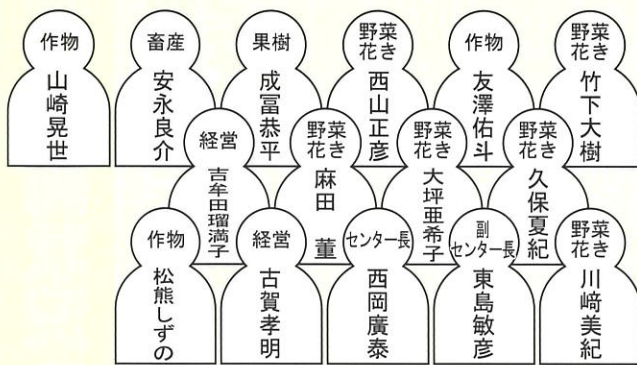 作物
山崎晃世
畜産
安永良介
果樹
成冨恭平
野菜
花き
西山正彦
作物
友澤佑斗
野菜
花き
竹下大樹
経営
吉牟田瑠満子
野菜
花き
麻田 董
野菜
花き
大坪亜希子
野菜
花き
久保夏紀
作物
松熊しずの
経営
古賀孝明
センター長
西岡廣泰
副
センター長
東島敏彦
野菜
花き
川﨑美紀